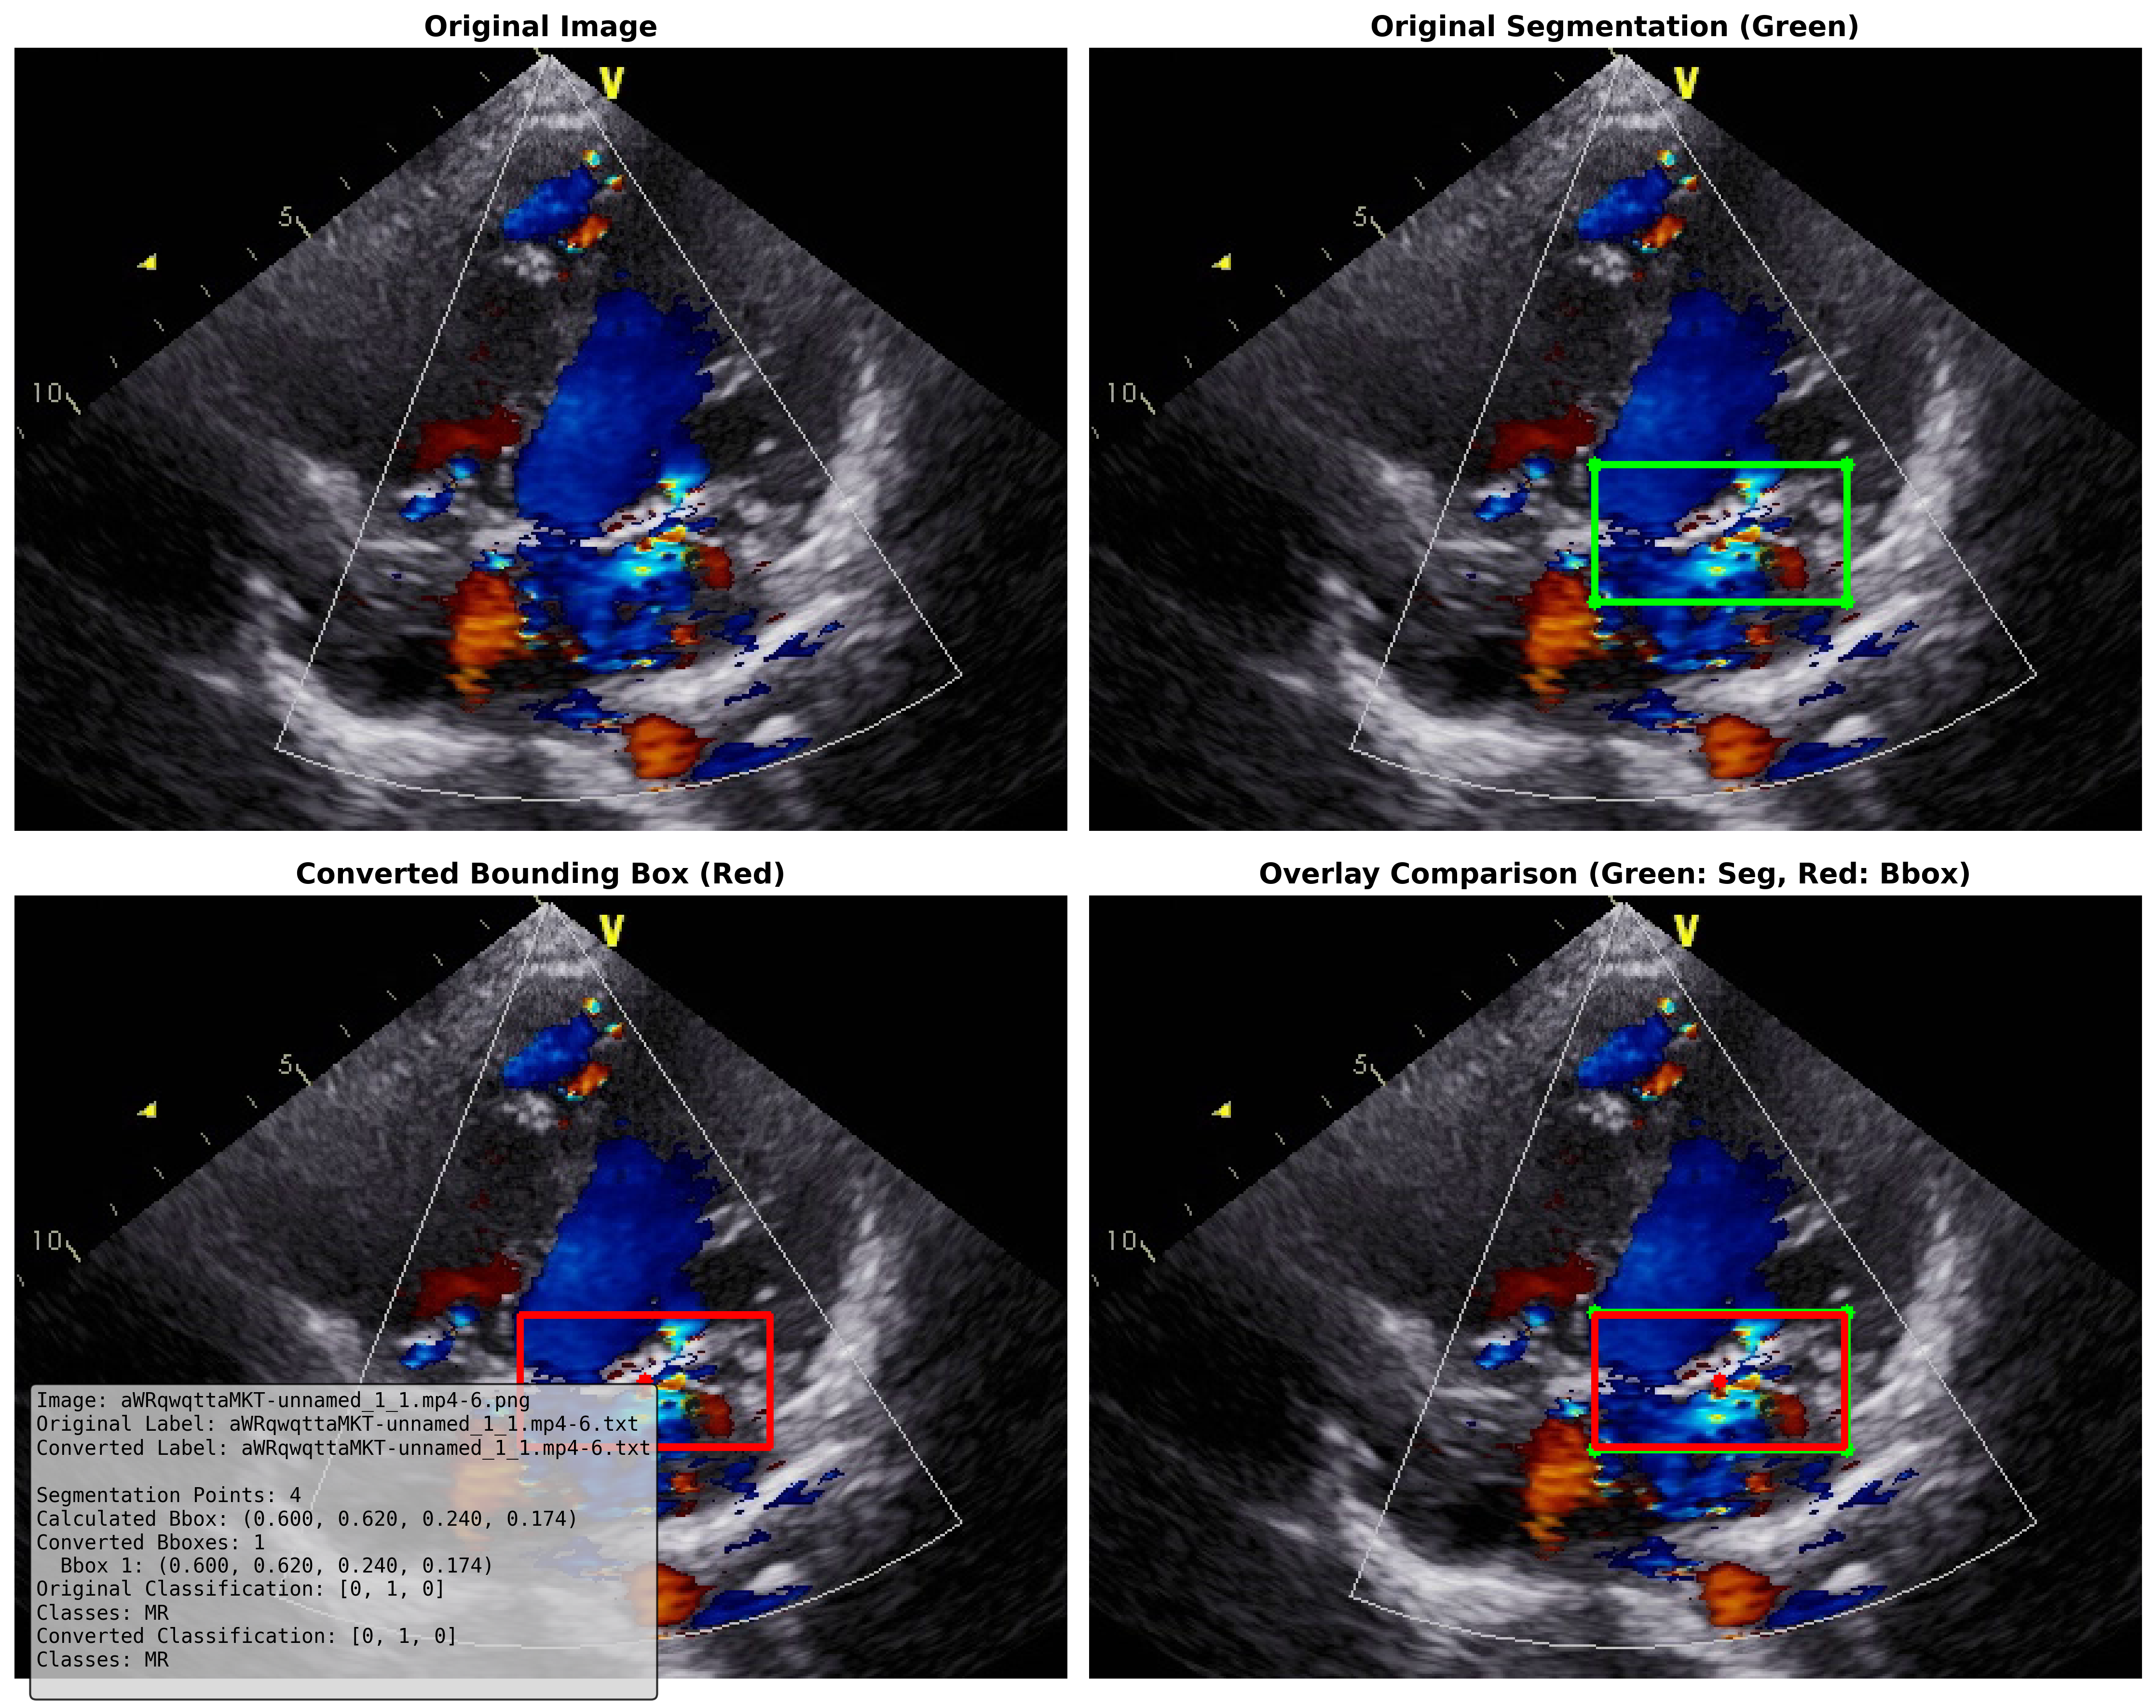 Original Image
Original Segmentation (Green)
V
5
10
V
5
10
Converted Bounding Box (Red)
Overlay Comparison (Green: Seg, Red: Bbox)
V
5
10
V
5
10
Image: aWRqwqttaMKT-unnamed_1_1.mp4-6.png
Original Label: aWRqwqttaMKT-unnamed_1_1.mp4-6.txt
Converted Label: aWRqwqttaMKT-unnamed_1_1.mp4-6.txt
Segmentation Points: 4
Calculated Bbox: (0.600, 0.620, 0.240, 0.174)
Converted Bboxes: 1
Bbox 1: (0.600, 0.620, 0.240, 0.174)
Original Classification: [0, 1, 0]
Classes: MR
Converted Classification: [0, 1, 0]
Classes: MR